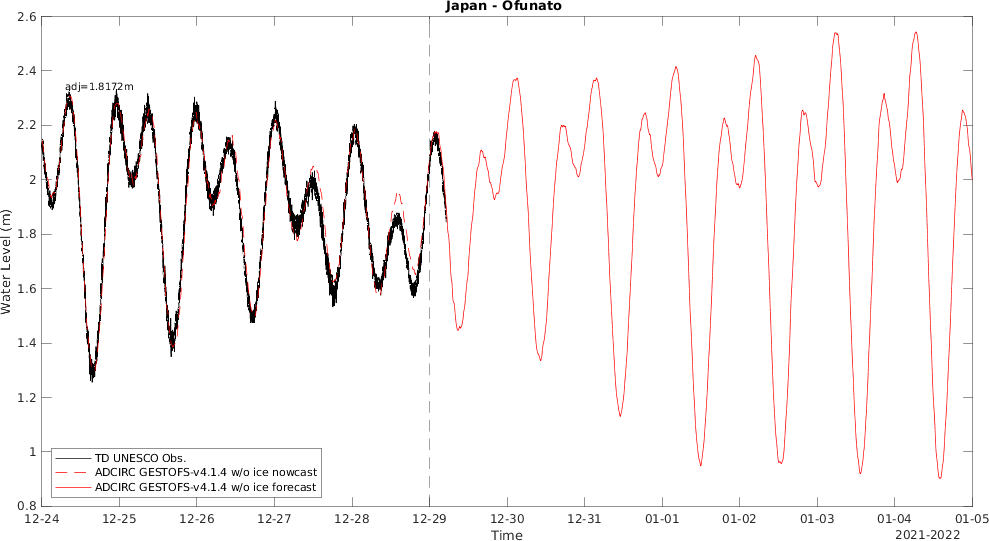 Japan - Ofunato
2.6
2.4
2.2
2
1.8
1.6
1.4
1.2
1
0.8
Water Level (m)
adj=1.8172m
TD UNESCO Obs.
ADCIRC GESTOFS-v4.1.4 w/o ice nowcast
ADCIRC GESTOFS-v4.1.4 w/o ice forecast
12-24 12-25 12-26 12-27 12-28 12-29 12-30 12-31 01-01 01-02 01-03 01-04 01-05
Time
2021-2022